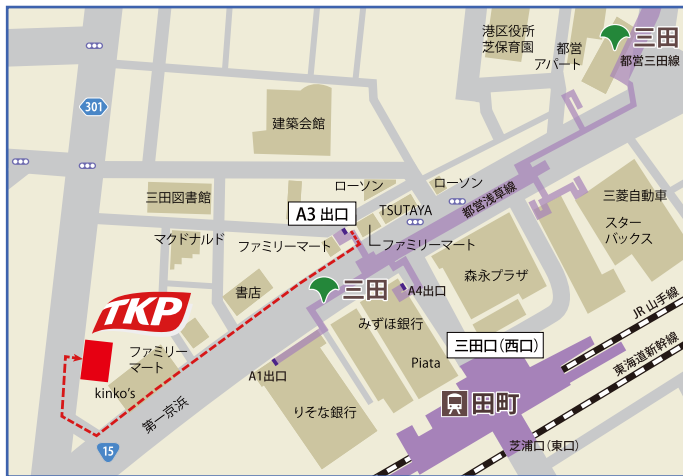 港区役所
芝保育園
都営
アパート
三田
都営三田線
301
建築会館
三田図書館
ローソン
ローソン
都営浅草線
三菱自動車
A3 出口
TSUTAYA
マクドナルド
ファミリーマート
ファミリーマート
スター
バックス
森永プラザ
書店
三田
A4出口
TKP
みずほ銀行
三田口(西口)
JR 山手線
東海道新幹線
ファミリー
マート
Piata
A1出口
kinko's
りそな銀行
田町
第一京浜
芝浦口(東口)
15